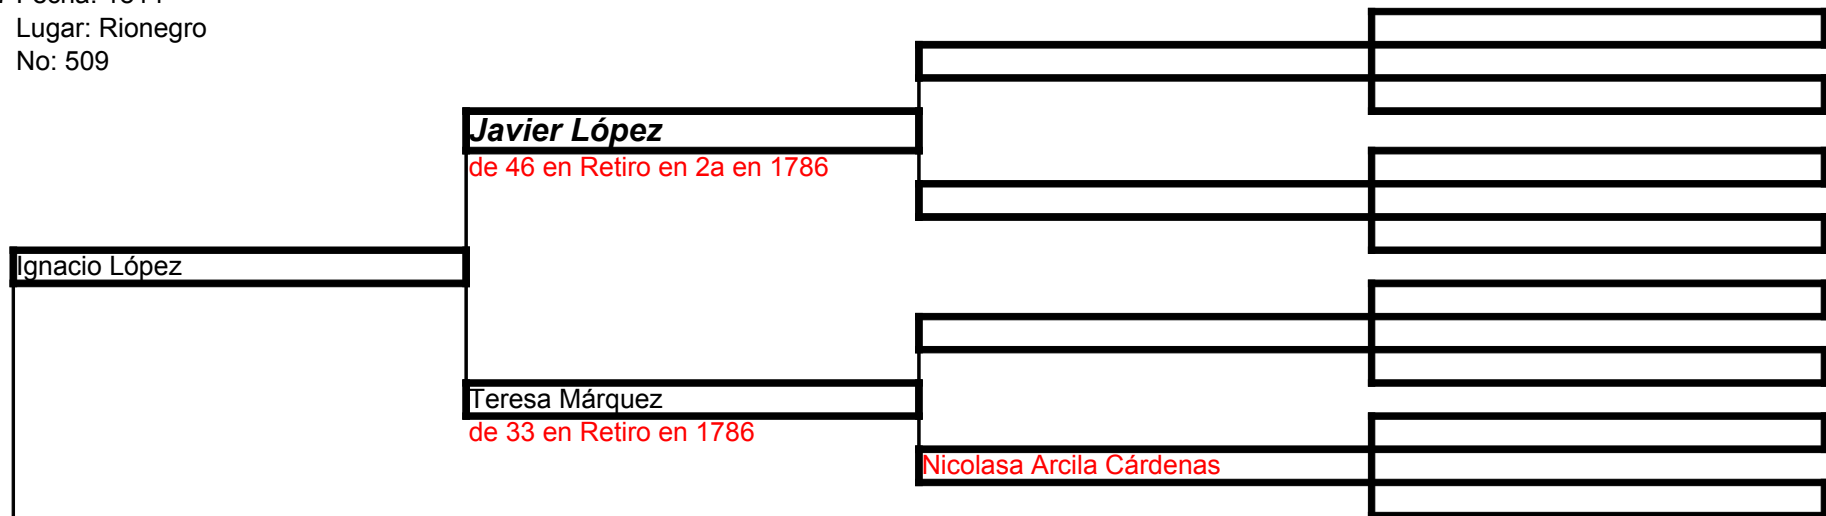 Lugar: Rionegro
No: 509
Javier López
de 46 en Retiro en 2a en 1786
Ignacio López
Teresa Márquez
de 33 en Retiro en 1786
Nicolasa Arcila Cárdenas